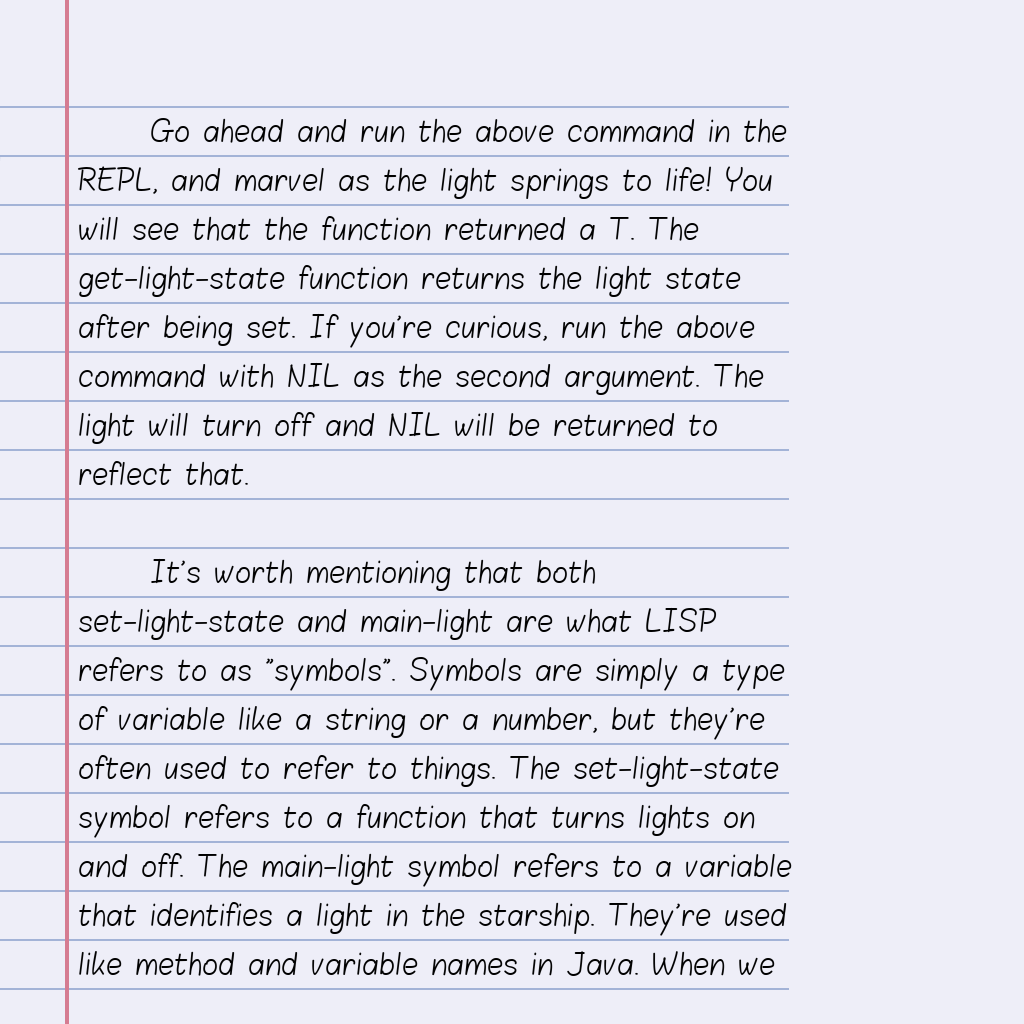 Go ahead and run the above command in the
REPL, and marvel as the light springs to life! You
will see that the function returned a T. The
get-light-state function returns the light state
after being set. If you're curious, run the above
command with NIL as the second argument. The
light will turn off and NIL will be returned to
reflect that.
It's worth mentioning that both
set-light-state and main-light are what LISP
refers to as "symbols". Symbols are simply a type
of variable like a string or a number, but they're
often used to refer to things. The set-light-state
symbol refers to a function that turns lights on
and off. The main-light symbol refers to a variable
that identifies a light in the starship. They're used
like method and variable names in Java. When we